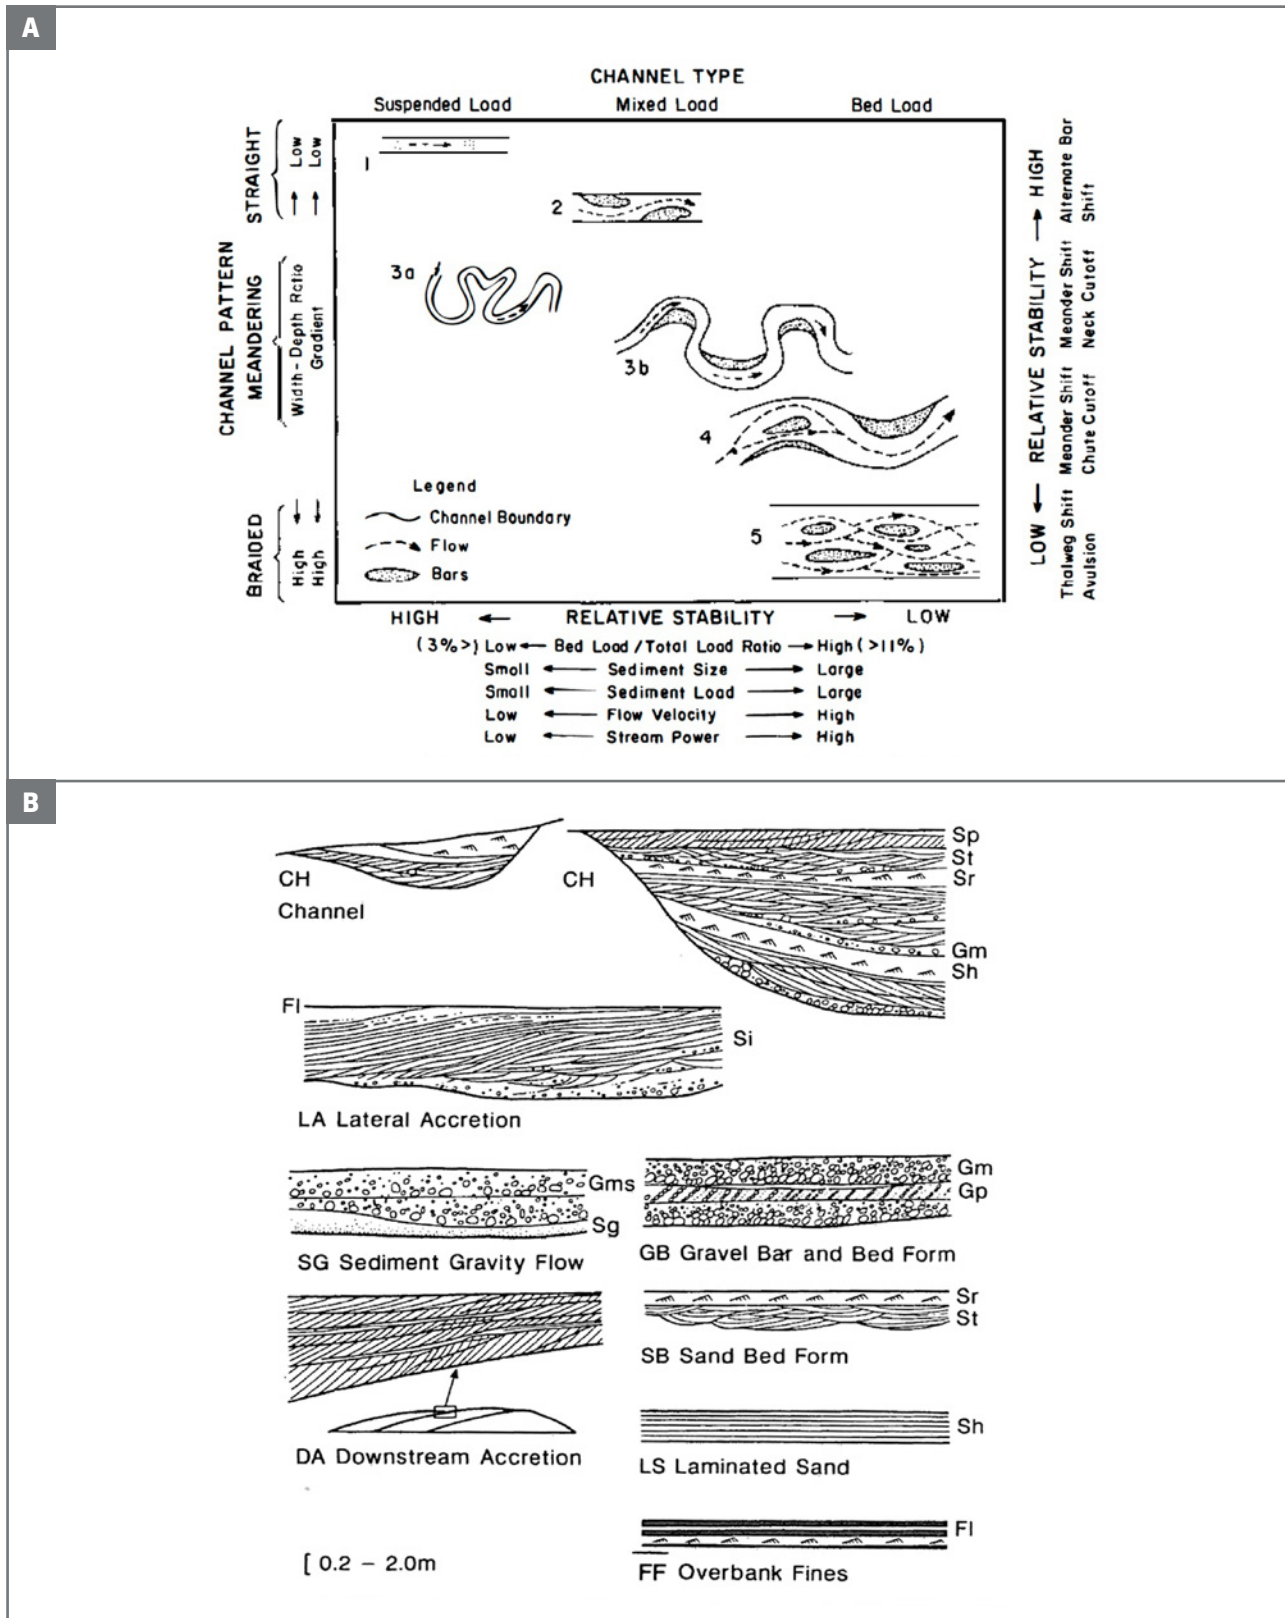 A
CHANNEL TYPE
Suspended Load Mixed Load Bed Load
CHANNEL PATTERN
STRAIGHT
MEANDERING
BRAIDED
Low
Low
Width-Depth Ratio
Gradient
High
High
1
2
3a
3b
4
5
Legend
Channel Boundary
Flow
Bars
LOW ← RELATIVE STABILITY → HIGH
Alternate Bar
Shift
Meander Shift
Neck Cutoff
Meander Shift
Chute Cutoff
Thalweg Shift
Avulsion
HIGH ← RELATIVE STABILITY → LOW
(3%>) Low ← Bed Load/Total Load Ratio → High (>11%)
Small ← Sediment Size → Large
Small ← Sediment Load → Large
Low ← Flow Velocity → High
Low ← Stream Power → High
B
CH
Channel
CH
Sp
St
Sr
Gm
Sh
Fl
Si
LA Lateral Accretion
Gms
Sg
SG Sediment Gravity Flow
Gm
Gp
GB Gravel Bar and Bed Form
Sr
St
SB Sand Bed Form
DA Downstream Accretion
Sh
LS Laminated Sand
Fl
FF Overbank Fines
[ 0.2 – 2.0m